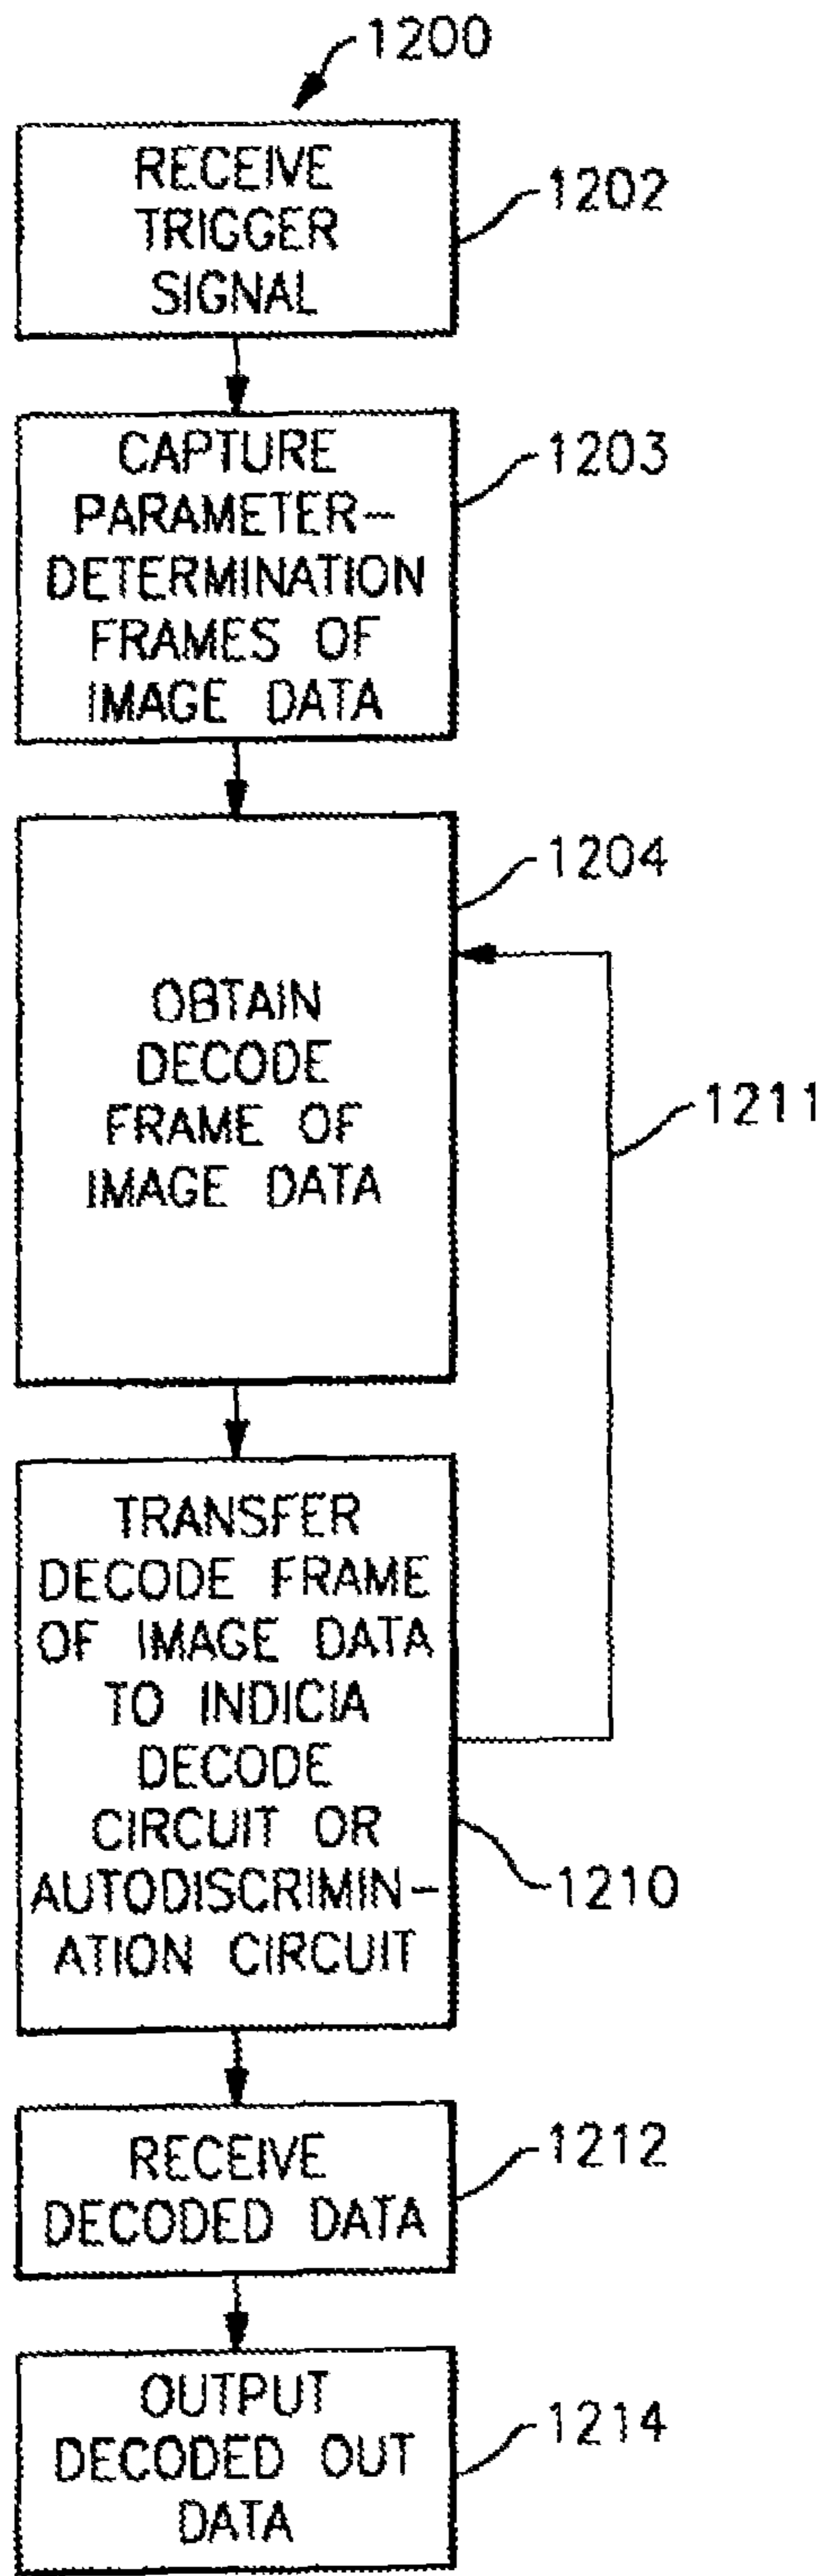 1200
RECEIVE
TRIGGER
SIGNAL
1202
CAPTURE
PARAMETER-
DETERMINATION
FRAMES OF
IMAGE DATA
1203
1204
OBTAIN
DECODE
FRAME OF
IMAGE DATA
1211
TRANSFER
DECODE FRAME
OF IMAGE DATA
TO INDICIA
DECODE
CIRCUIT OR
AUTODISCRIMIN-
ATION CIRCUIT
1210
RECEIVE
DECODED DATA
1212
OUTPUT
DECODED OUT
DATA
1214